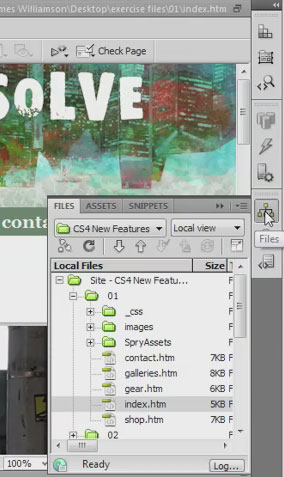 mes Williamson\Desktop\exercise files\01\index.htm
Check Page
SOLVE
conta
FILES ASSETS SNIPPETS
CS4 New Features Local view
Local Files Size T
Site - CS4 New Featu... F
01 F
_css F
images F
SpryAssets F
contact.htm 7KB F
galleries.htm 8KB F
gear.htm 6KB F
index.htm 5KB F
shop.htm 7KB F
02 F
Ready Log...
100%
Files